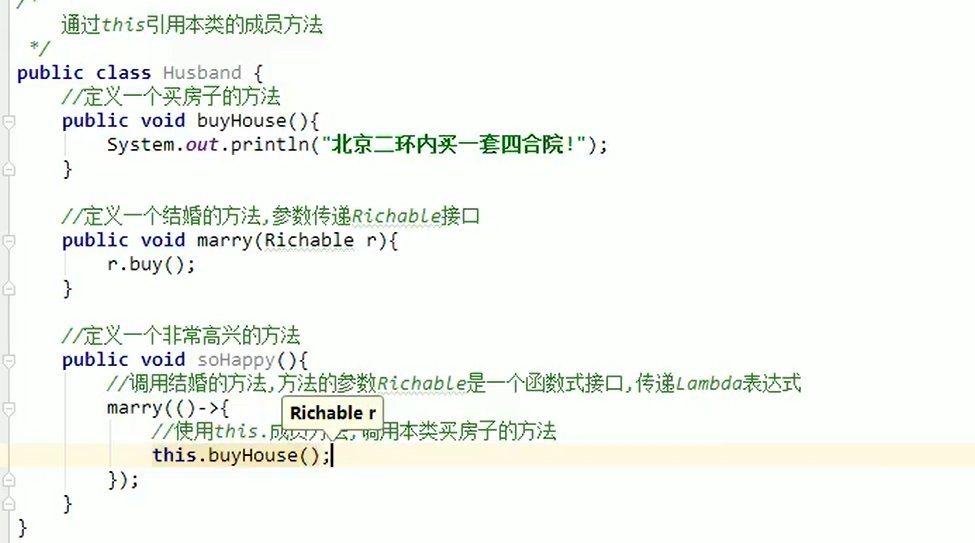 /*
通过this引用本类的成员方法
*/
public class Husband {
//定义一个买房子的方法
public void buyHouse(){
System.out.println("北京二环内买一套四合院!");
}
//定义一个结婚的方法,参数传递Richable接口
public void marry(Richable r){
r.buy();
}
//定义一个非常高兴的方法
public void soHappy(){
//调用结婚的方法,方法的参数Richable是一个函数式接口,传递Lambda表达式
marry(()->{
Richable r
//使用this.成员方法,调用本类买房子的方法
this.buyHouse();
});
}
}